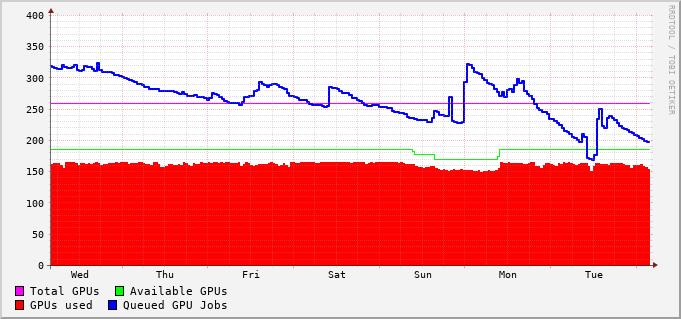 400
350
300
250
200
150
100
50
0
Wed Thu Fri Sat Sun Mon Tue
Total GPUs Available GPUs
GPUs used Queued GPU Jobs
RRDTOOL / TOBI OETIKER